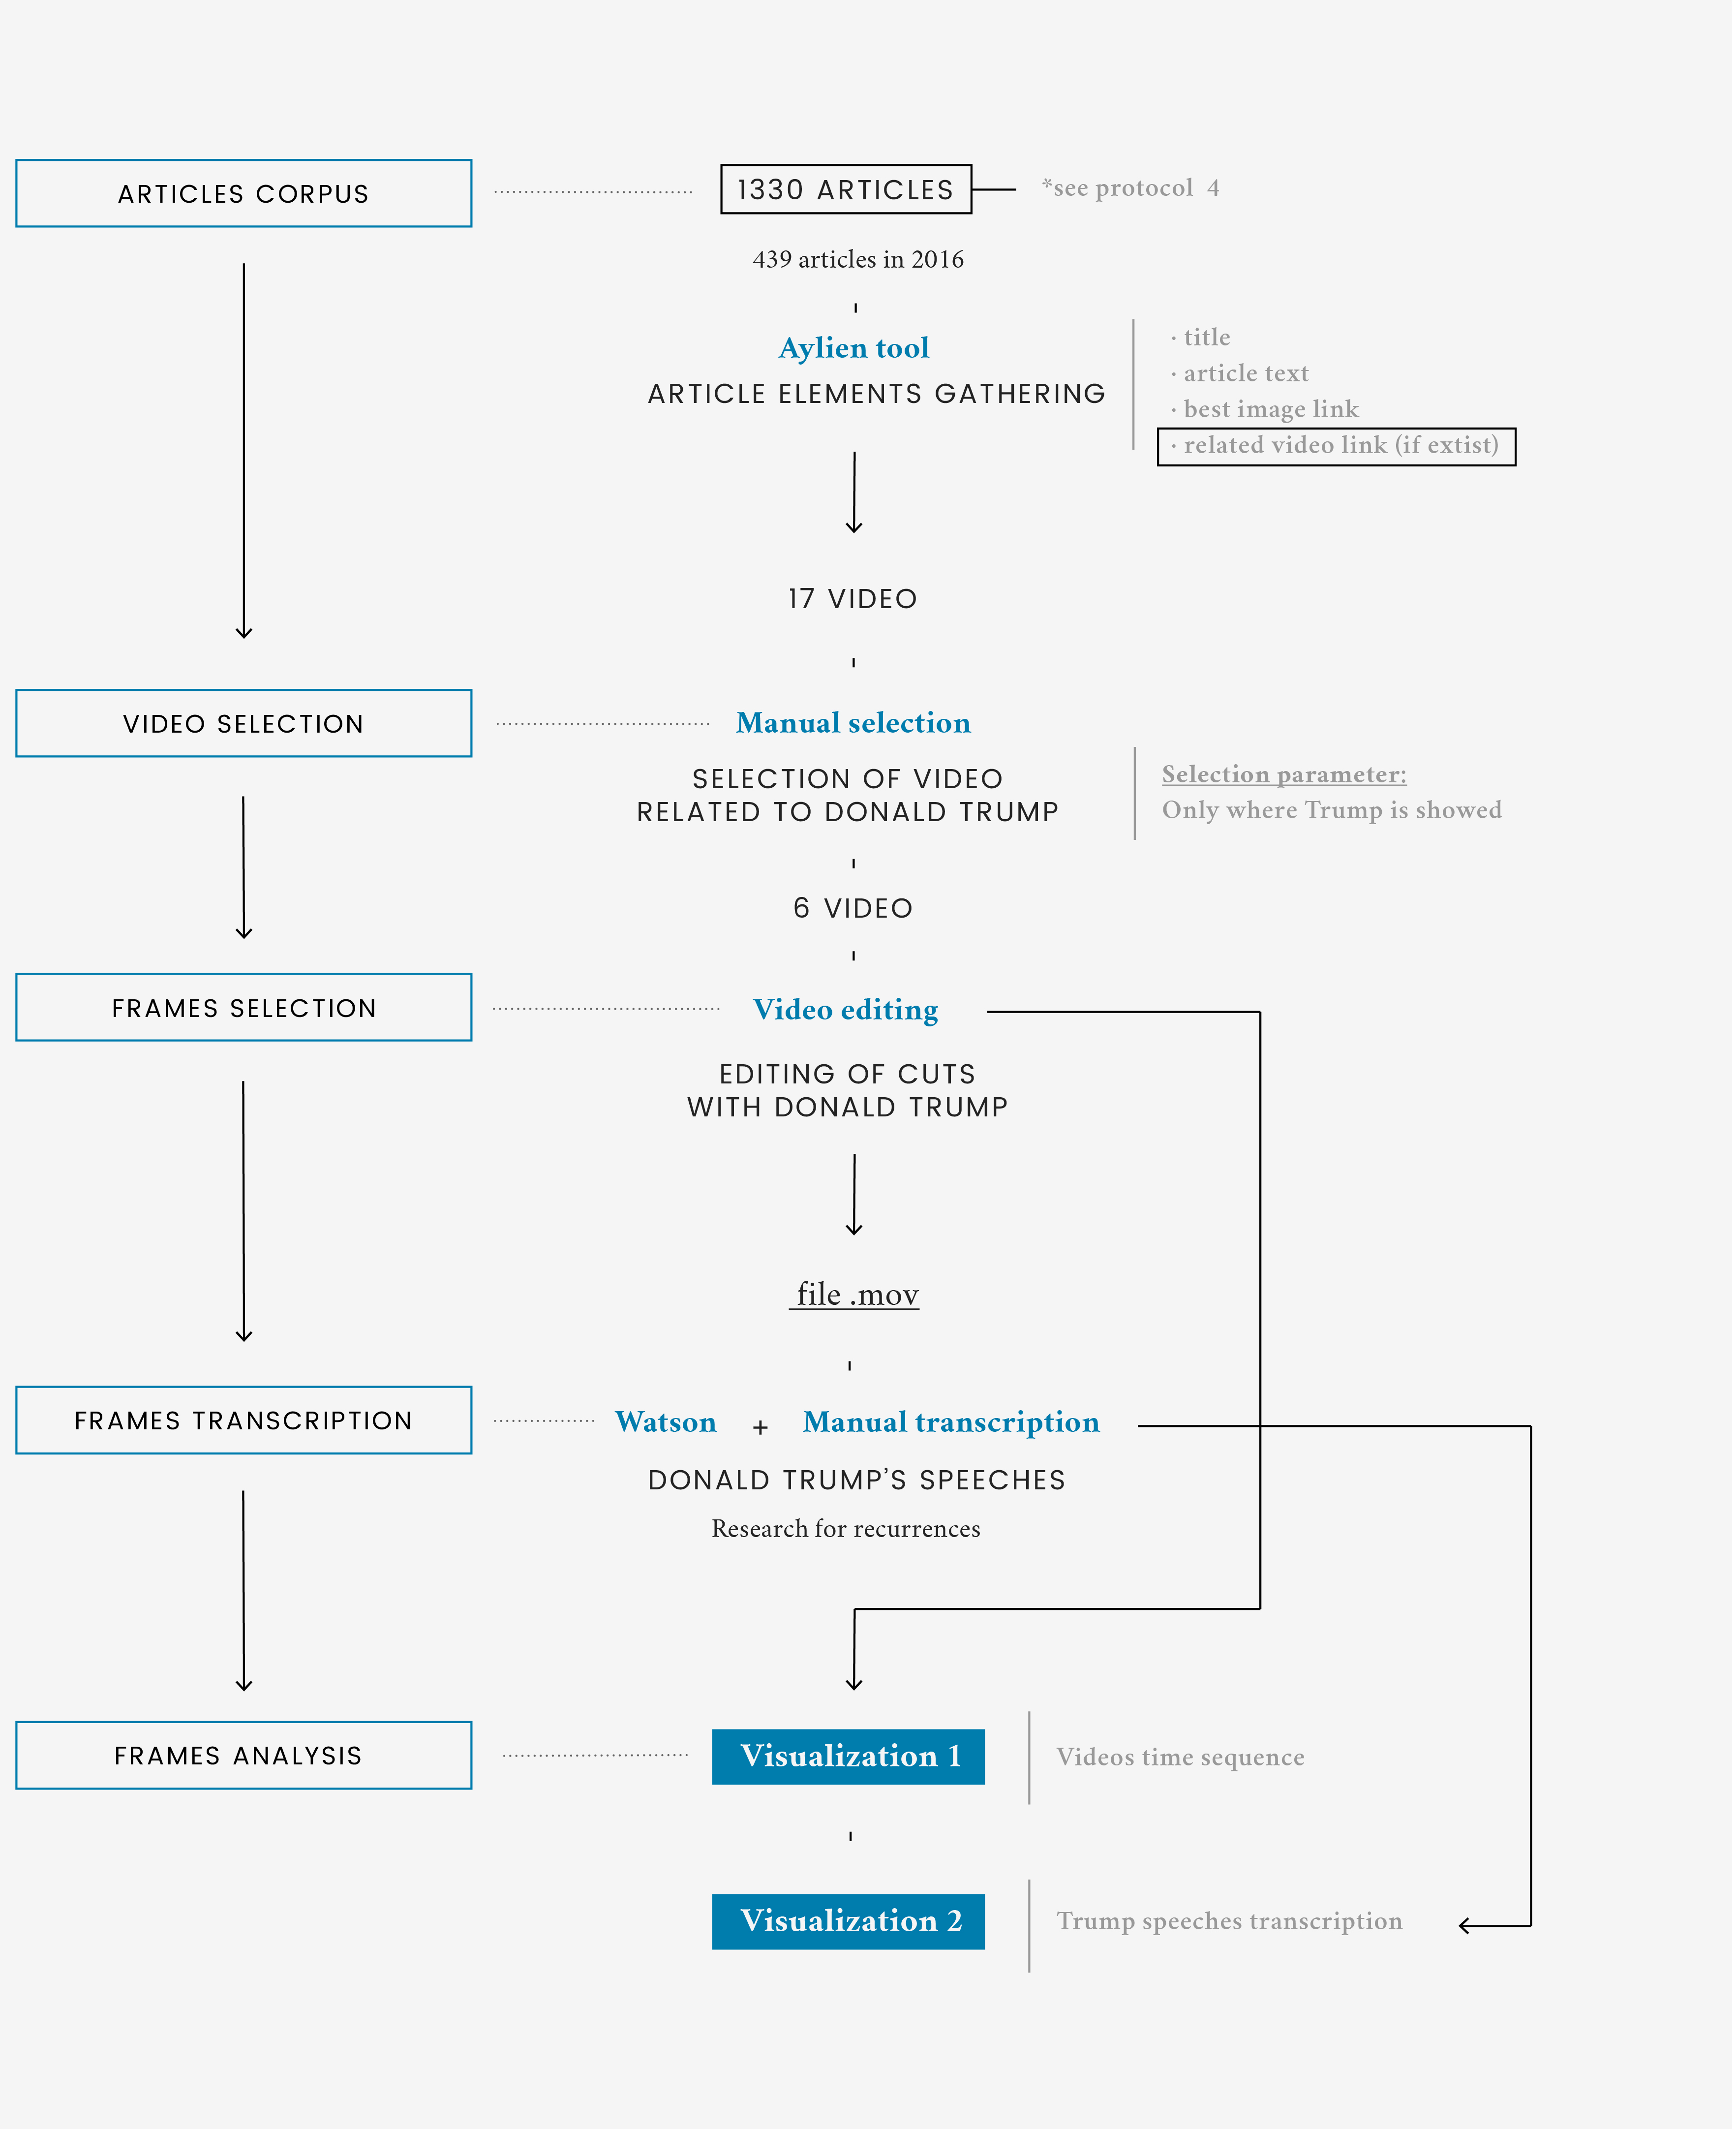 ARTICLES CORPUS
1330 ARTICLES
*see protocol 4
439 articles in 2016
Aylien tool
ARTICLE ELEMENTS GATHERING
· title
· article text
· best image link
· related video link (if extist)
17 VIDEO
VIDEO SELECTION
Manual selection
SELECTION OF VIDEO
RELATED TO DONALD TRUMP
Selection parameter:
Only where Trump is showed
6 VIDEO
FRAMES SELECTION
Video editing
EDITING OF CUTS
WITH DONALD TRUMP
file .mov
FRAMES TRANSCRIPTION
Watson + Manual transcription
DONALD TRUMP’S SPEECHES
Research for recurrences
FRAMES ANALYSIS
Visualization 1
Videos time sequence
Visualization 2
Trump speeches transcription